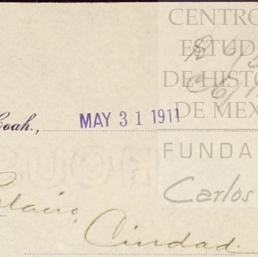 CENTRO
ESTUD
DE HISTO
DE MEX
Coah., MAY 31 1911
FUNDA
Carlos
Ciudad.